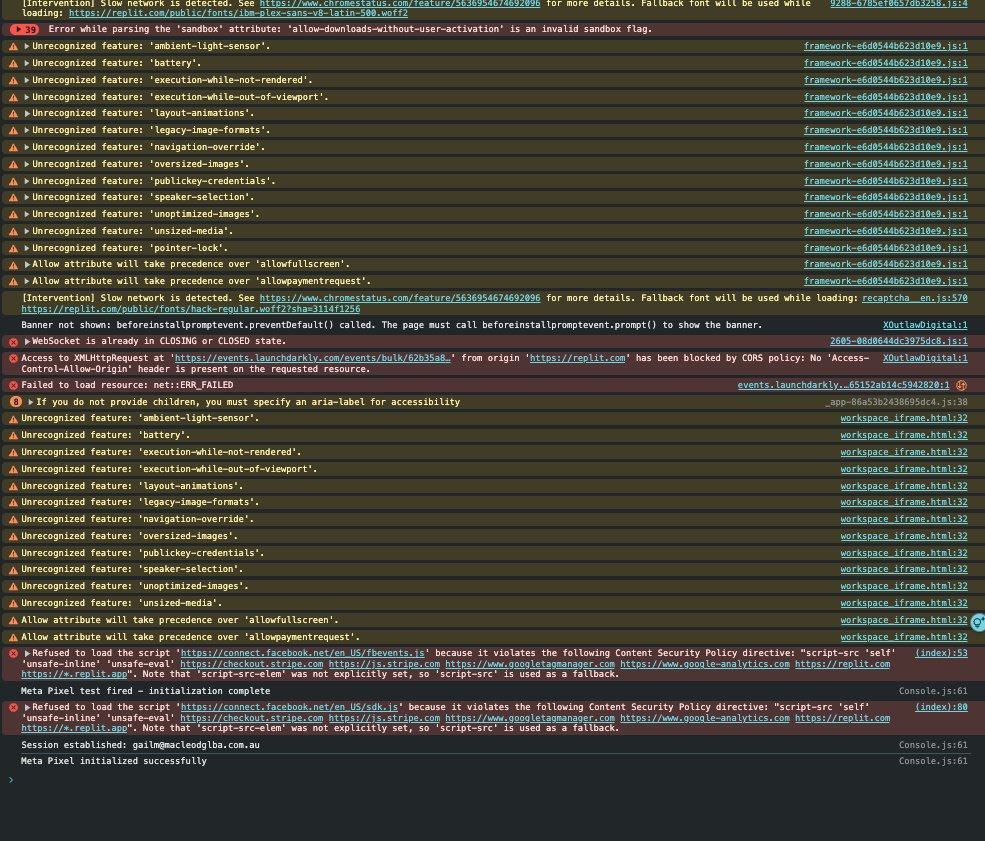 [Intervention] Slow network is detected. See https://www.chromestatus.com/feature/5636954674692096 for more details. Fallback font will be used while 9288-6785ef0657db3258.js:4
loading: https://replit.com/public/fonts/ibm-plex-sans-v8-latin-500.woff2
39 Error while parsing the 'sandbox' attribute: 'allow-downloads-without-user-activation' is an invalid sandbox flag.
Unrecognized feature: 'ambient-light-sensor'. framework-e6d0544b623d10e9.js:1
Unrecognized feature: 'battery'. framework-e6d0544b623d10e9.js:1
Unrecognized feature: 'execution-while-not-rendered'. framework-e6d0544b623d10e9.js:1
Unrecognized feature: 'execution-while-out-of-viewport'. framework-e6d0544b623d10e9.js:1
Unrecognized feature: 'layout-animations'. framework-e6d0544b623d10e9.js:1
Unrecognized feature: 'legacy-image-formats'. framework-e6d0544b623d10e9.js:1
Unrecognized feature: 'navigation-override'. framework-e6d0544b623d10e9.js:1
Unrecognized feature: 'oversized-images'. framework-e6d0544b623d10e9.js:1
Unrecognized feature: 'publickey-credentials'. framework-e6d0544b623d10e9.js:1
Unrecognized feature: 'speaker-selection'. framework-e6d0544b623d10e9.js:1
Unrecognized feature: 'unoptimized-images'. framework-e6d0544b623d10e9.js:1
Unrecognized feature: 'unsized-media'. framework-e6d0544b623d10e9.js:1
Unrecognized feature: 'pointer-lock'. framework-e6d0544b623d10e9.js:1
Allow attribute will take precedence over 'allowfullscreen'. framework-e6d0544b623d10e9.js:1
Allow attribute will take precedence over 'allowpaymentrequest'. framework-e6d0544b623d10e9.js:1
[Intervention] Slow network is detected. See https://www.chromestatus.com/feature/5636954674692096 for more details. Fallback font will be used while loading: recaptcha__en.js:570
https://replit.com/public/fonts/hack-regular.woff2?sha=3114f1256
Banner not shown: beforeinstallpromptevent.preventDefault() called. The page must call beforeinstallpromptevent.prompt() to show the banner. XOutlawDigital:1
WebSocket is already in CLOSING or CLOSED state. 2605-08d0644dc3975dc8.js:1
Access to XMLHttpRequest at 'https://events.launchdarkly.com/events/bulk/62b35a8…' from origin 'https://replit.com' has been blocked by CORS policy: No 'Access- XOutlawDigital:1
Control-Allow-Origin' header is present on the requested resource.
Failed to load resource: net::ERR_FAILED events.launchdarkly.…65152ab14c5942820:1
8 If you do not provide children, you must specify an aria-label for accessibility _app-86a53b2438695dc4.js:38
Unrecognized feature: 'ambient-light-sensor'. workspace_iframe.html:32
Unrecognized feature: 'battery'. workspace_iframe.html:32
Unrecognized feature: 'execution-while-not-rendered'. workspace_iframe.html:32
Unrecognized feature: 'execution-while-out-of-viewport'. workspace_iframe.html:32
Unrecognized feature: 'layout-animations'. workspace_iframe.html:32
Unrecognized feature: 'legacy-image-formats'. workspace_iframe.html:32
Unrecognized feature: 'navigation-override'. workspace_iframe.html:32
Unrecognized feature: 'oversized-images'. workspace_iframe.html:32
Unrecognized feature: 'publickey-credentials'. workspace_iframe.html:32
Unrecognized feature: 'speaker-selection'. workspace_iframe.html:32
Unrecognized feature: 'unoptimized-images'. workspace_iframe.html:32
Unrecognized feature: 'unsized-media'. workspace_iframe.html:32
Allow attribute will take precedence over 'allowfullscreen'. workspace_iframe.html:32
Allow attribute will take precedence over 'allowpaymentrequest'. workspace_iframe.html:32
Refused to load the script 'https://connect.facebook.net/en_US/fbevents.js' because it violates the following Content Security Policy directive: "script-src 'self' (index):53
'unsafe-inline' 'unsafe-eval' https://checkout.stripe.com https://js.stripe.com https://www.googletagmanager.com https://www.google-analytics.com https://replit.com
https://*.replit.app". Note that 'script-src-elem' was not explicitly set, so 'script-src' is used as a fallback.
Meta Pixel test fired - initialization complete Console.js:61
Refused to load the script 'https://connect.facebook.net/en_US/sdk.js' because it violates the following Content Security Policy directive: "script-src 'self' (index):80
'unsafe-inline' 'unsafe-eval' https://checkout.stripe.com https://js.stripe.com https://www.googletagmanager.com https://www.google-analytics.com https://replit.com
https://*.replit.app". Note that 'script-src-elem' was not explicitly set, so 'script-src' is used as a fallback.
Session established: gailm@macleodglba.com.au Console.js:61
Meta Pixel initialized successfully Console.js:61